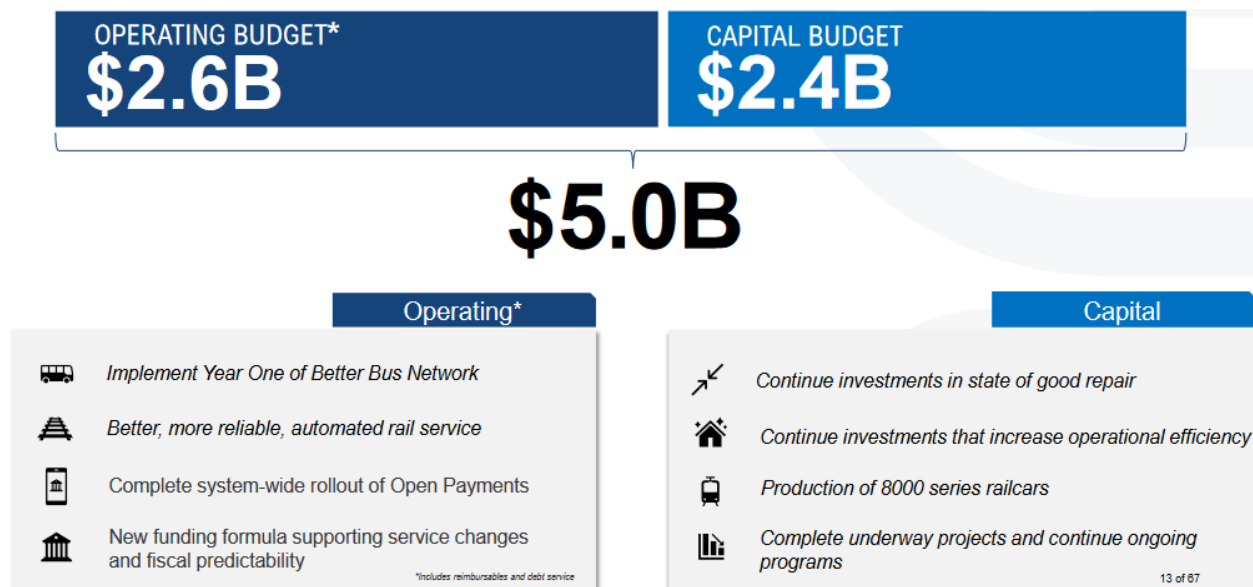 OPERATING BUDGET*
$2.6B
CAPITAL BUDGET
$2.4B
$5.0B
Operating*
Implement Year One of Better Bus Network
Better, more reliable, automated rail service
Complete system-wide rollout of Open Payments
New funding formula supporting service changes
and fiscal predictability
*Includes reimbursables and debt service
Capital
Continue investments in state of good repair
Continue investments that increase operational efficiency
Production of 8000 series railcars
Complete underway projects and continue ongoing
programs
13 of 67